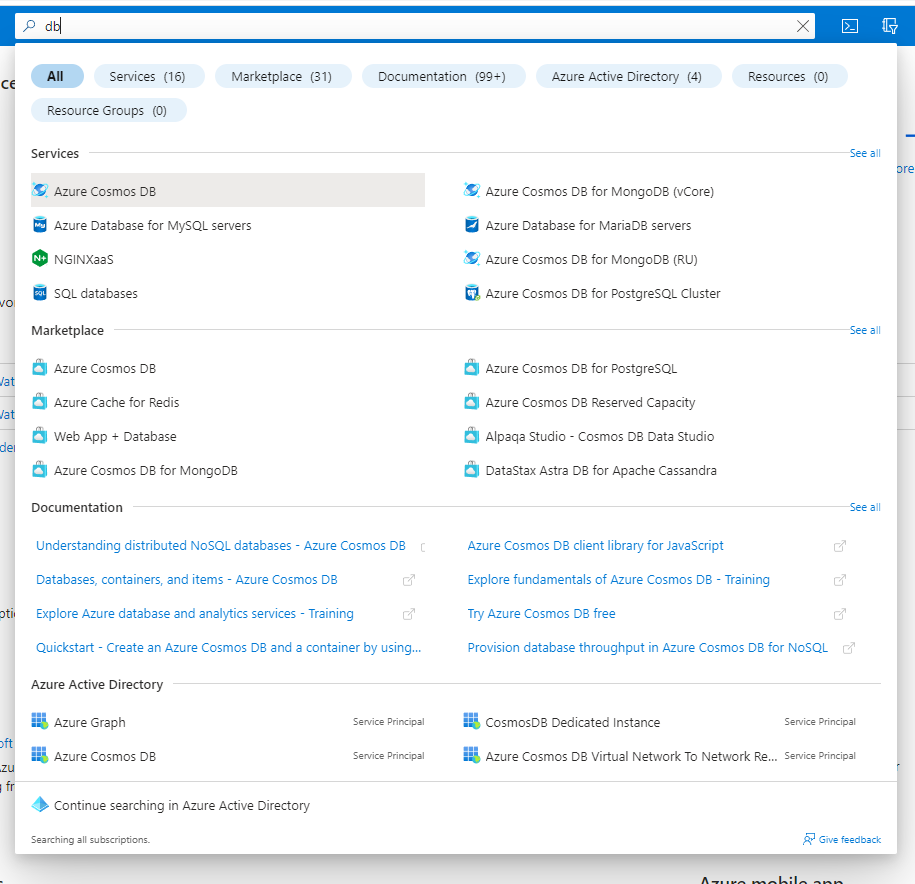 db
All
Services (16)
Marketplace (31)
Documentation (99+)
Azure Active Directory (4)
Resources (0)
Resource Groups (0)
Services
See all
Azure Cosmos DB
Azure Cosmos DB for MongoDB (vCore)
Azure Database for MySQL servers
Azure Database for MariaDB servers
NGINXaaS
Azure Cosmos DB for MongoDB (RU)
SQL databases
Azure Cosmos DB for PostgreSQL Cluster
Marketplace
See all
Azure Cosmos DB
Azure Cosmos DB for PostgreSQL
Azure Cache for Redis
Azure Cosmos DB Reserved Capacity
Web App + Database
Alpaqa Studio - Cosmos DB Data Studio
Azure Cosmos DB for MongoDB
DataStax Astra DB for Apache Cassandra
Documentation
See all
Understanding distributed NoSQL databases - Azure Cosmos DB
Azure Cosmos DB client library for JavaScript
Databases, containers, and items - Azure Cosmos DB
Explore fundamentals of Azure Cosmos DB - Training
Explore Azure database and analytics services - Training
Try Azure Cosmos DB free
Quickstart - Create an Azure Cosmos DB and a container by using...
Provision database throughput in Azure Cosmos DB for NoSQL
Azure Active Directory
Azure Graph
Service Principal
CosmosDB Dedicated Instance
Service Principal
Azure Cosmos DB
Service Principal
Azure Cosmos DB Virtual Network To Network Re...
Service Principal
Continue searching in Azure Active Directory
Searching all subscriptions.
Give feedback